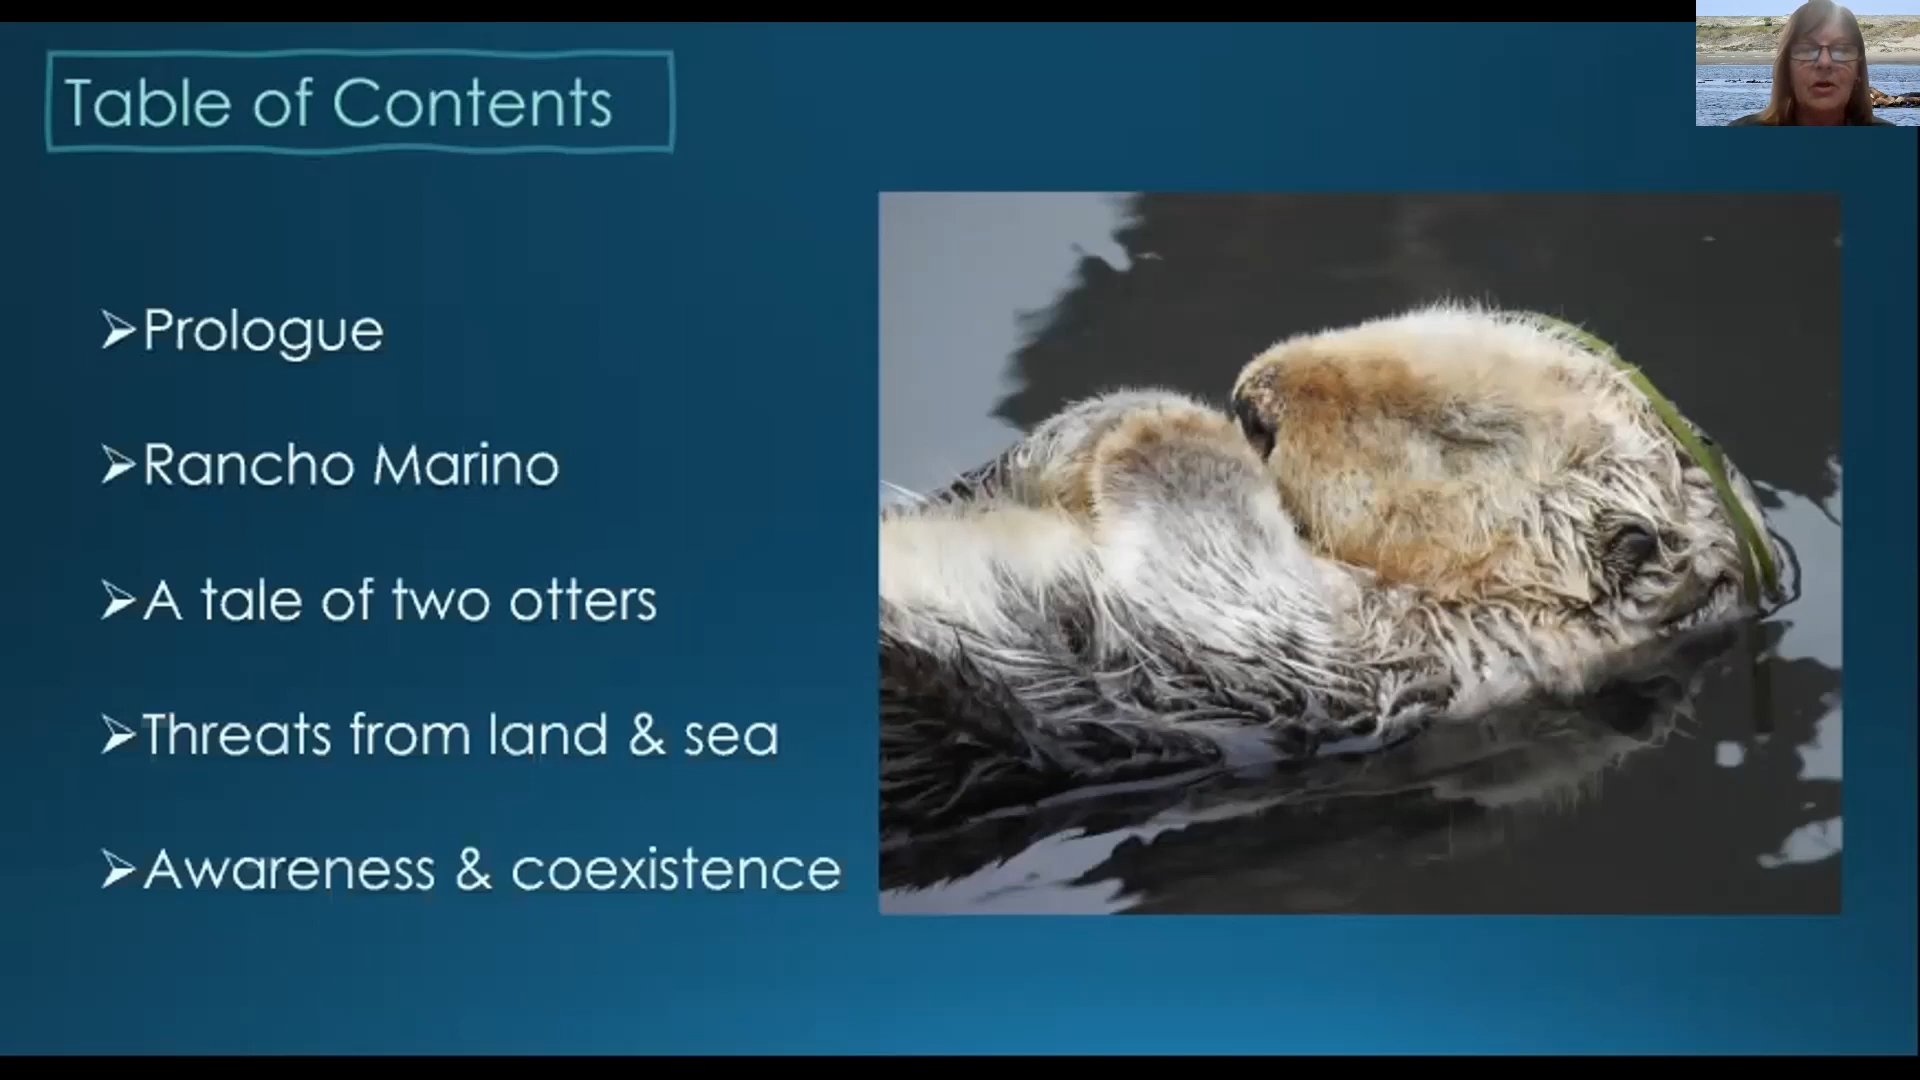 Table of Contents
Prologue
Rancho Marino
A tale of two otters
Threats from land & sea
Awareness & coexistence